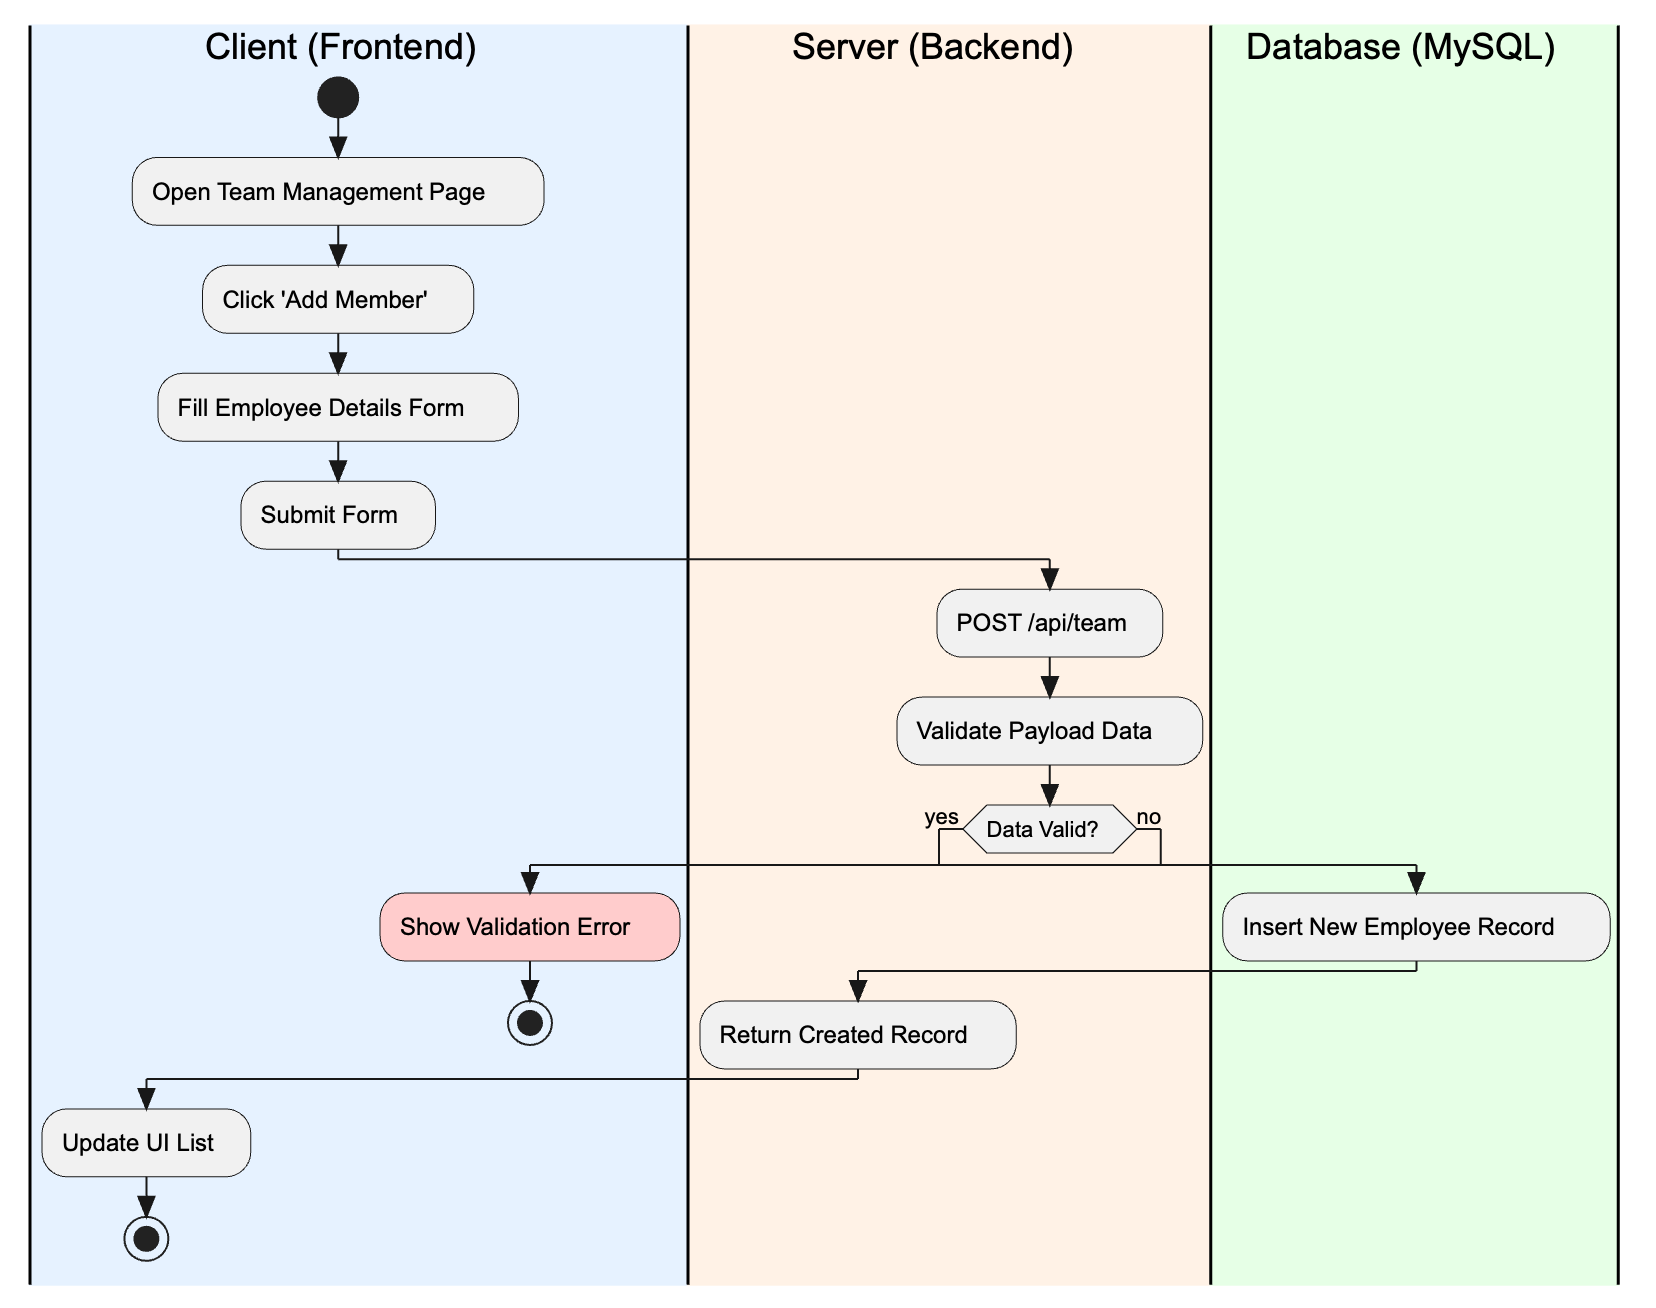 Client (Frontend)
Server (Backend)
Database (MySQL)
Open Team Management Page
Click 'Add Member'
Fill Employee Details Form
Submit Form
POST /api/team
Validate Payload Data
yes
Data Valid?
no
Show Validation Error
Insert New Employee Record
Return Created Record
Update UI List